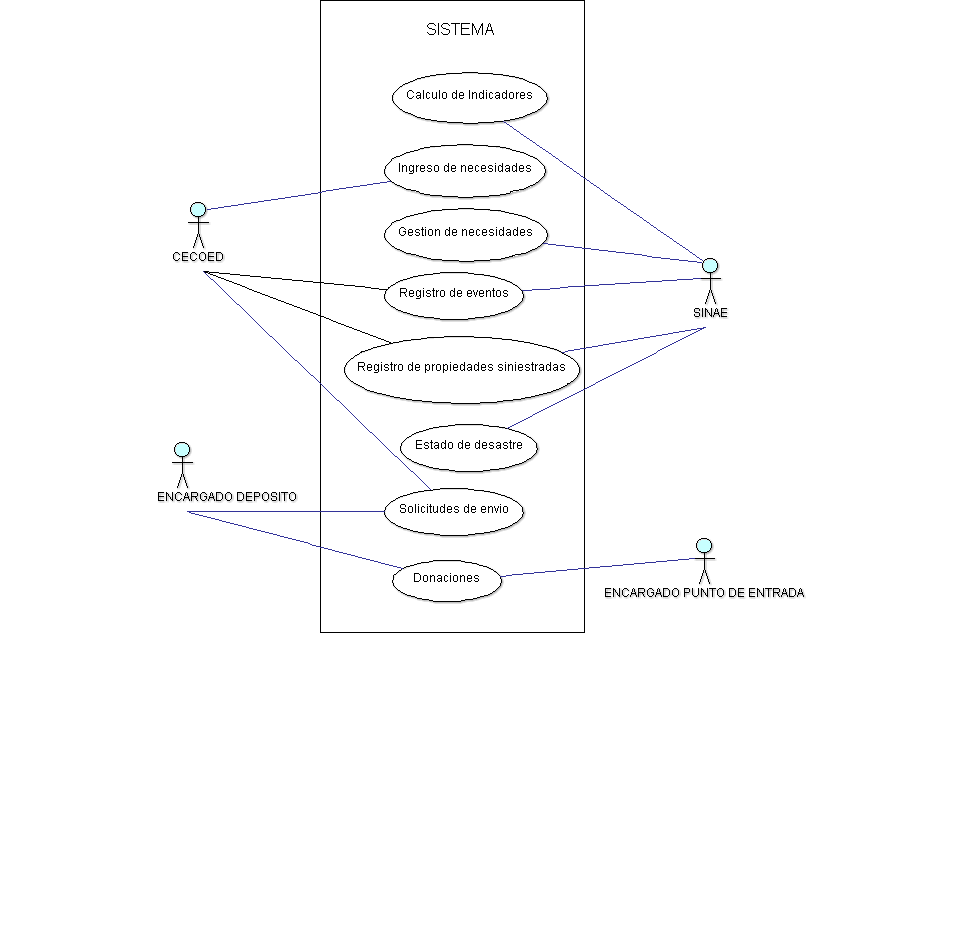 SISTEMA
Calculo de Indicadores
Ingreso de necesidades
Gestion de necesidades
CECOED
Registro de eventos
SINAE
Registro de propiedades siniestradas
Estado de desastre
ENCARGADO DEPOSITO
Solicitudes de envio
Donaciones
ENCARGADO PUNTO DE ENTRADA